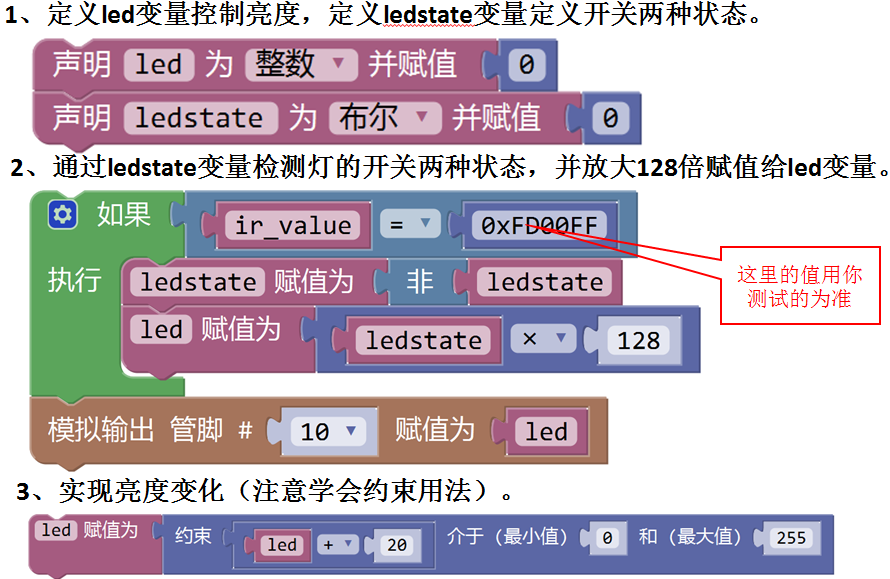 1、定义led变量控制亮度，定义ledstate变量定义开关两种状态。
声明 led 为 整数 并赋值 0
声明 ledstate 为 布尔 并赋值 0
2、通过ledstate变量检测灯的开关两种状态，并放大128倍赋值给led变量。
如果 ir_value = 0xFD00FF
这里的值用你
测试的为准
执行 ledstate 赋值为 非 ledstate
led 赋值为 ledstate × 128
模拟输出 管脚 # 10 赋值为 led
3、实现亮度变化（注意学会约束用法）。
led 赋值为 约束 led + 20 介于（最小值） 0 和（最大值） 255